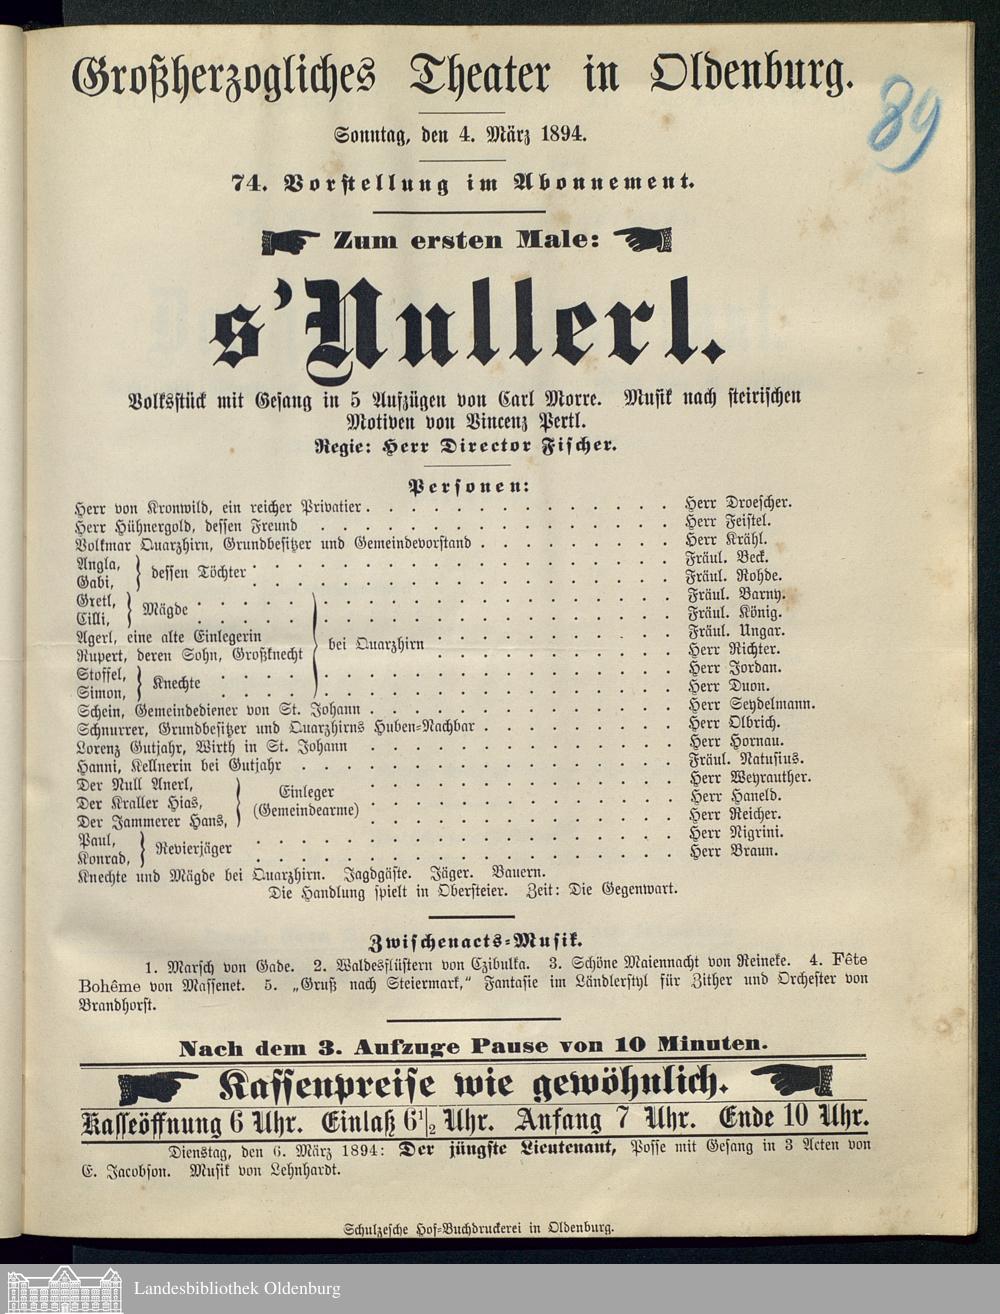 Großherzogliches Theater in Oldenburg.
89
Sonntag, den 4. März 1894.
74. Vorstellung im Abonnement.
Zum ersten Male:
s'Nullerl.
Volksstück mit Gesang in 5 Aufzügen von Carl Morre. Musik nach steirischen
Motiven von Vincenz Pertl.
Regie: Herr Director Fischer.
Personen:
Herr von Kronwild, ein reicher Privatier . . . . . . . . . . . . . . Herr Droescher.
Herr Hühnergold, dessen Freund . . . . . . . . . . . . . . . . Herr Feistel.
Volkmar Quarzhirn, Grundbesitzer und Gemeindevorstand . . . . . . . . . Herr Krähl.
Angla, } dessen Töchter . . . . . . . . . . . . . . . . . . Fräul. Beck.
Gabi, } . . . . . . . . . . . . . . . . . . Fräul. Rohde.
Gretl, } Mägde . . . . . } bei Quarzhirn . . . . . . . . . . . . Fräul. Barny.
Cilli, } . . . . . . . . . . . . . . . . . Fräul. König.
Agerl, eine alte Einlegerin . . . . . . . . . . . Fräul. Ungar.
Rupert, deren Sohn, Großknecht . . . . . . . . . . . Herr Richter.
Stoffel, } Knechte . . . . . . . . . . . . . . . . . Herr Jordan.
Simon, } . . . . . . . . . . . . . . . . . Herr Duon.
Schein, Gemeindediener von St. Johann . . . . . . . . . . . . . . Herr Seydelmann.
Schnurrer, Grundbesitzer und Quarzhirns Huben-Nachbar . . . . . . . . . Herr Olbrich.
Lorenz Gutjahr, Wirth in St. Johann . . . . . . . . . . . . . . Herr Hornau.
Hanni, Kellnerin bei Gutjahr . . . . . . . . . . . . . . . . . Fräul. Natusius.
Der Null Anerl, } Einleger . . . . . . . . . . . . . . Herr Weyrauther.
Der Kraller Hias, } (Gemeindearme) . . . . . . . . . . . . . . Herr Haneld.
Der Jammerer Hans, } . . . . . . . . . . . . . . Herr Reicher.
Paul, } Revierjäger . . . . . . . . . . . . . . . . . . Herr Nigrini.
Konrad, } . . . . . . . . . . . . . . . . . . Herr Braun.
Knechte und Mägde bei Quarzhirn. Jagdgäste. Jäger. Bauern.
Die Handlung spielt in Obersteier. Zeit: Die Gegenwart.
Zwischenacts-Musik.
1. Marsch von Gade. 2. Waldesflüstern von Czibulka. 3. Schöne Maiennacht von Reineke. 4. Fête
Bohême von Massenet. 5. „Gruß nach Steiermark," Fantasie im Ländlerstyl für Zither und Orchester von
Brandhorst.
Nach dem 3. Aufzuge Pause von 10 Minuten.
Kassenpreise wie gewöhnlich.
Kasseöffnung 6 Uhr. Einlaß 6 1/2 Uhr. Anfang 7 Uhr. Ende 10 Uhr.
Dienstag, den 6. März 1894: Der jüngste Lieutenant, Posse mit Gesang in 3 Acten von
E. Jacobson. Musik von Lehnhardt.
Schulzesche Hof-Buchdruckerei in Oldenburg.
Landesbibliothek Oldenburg